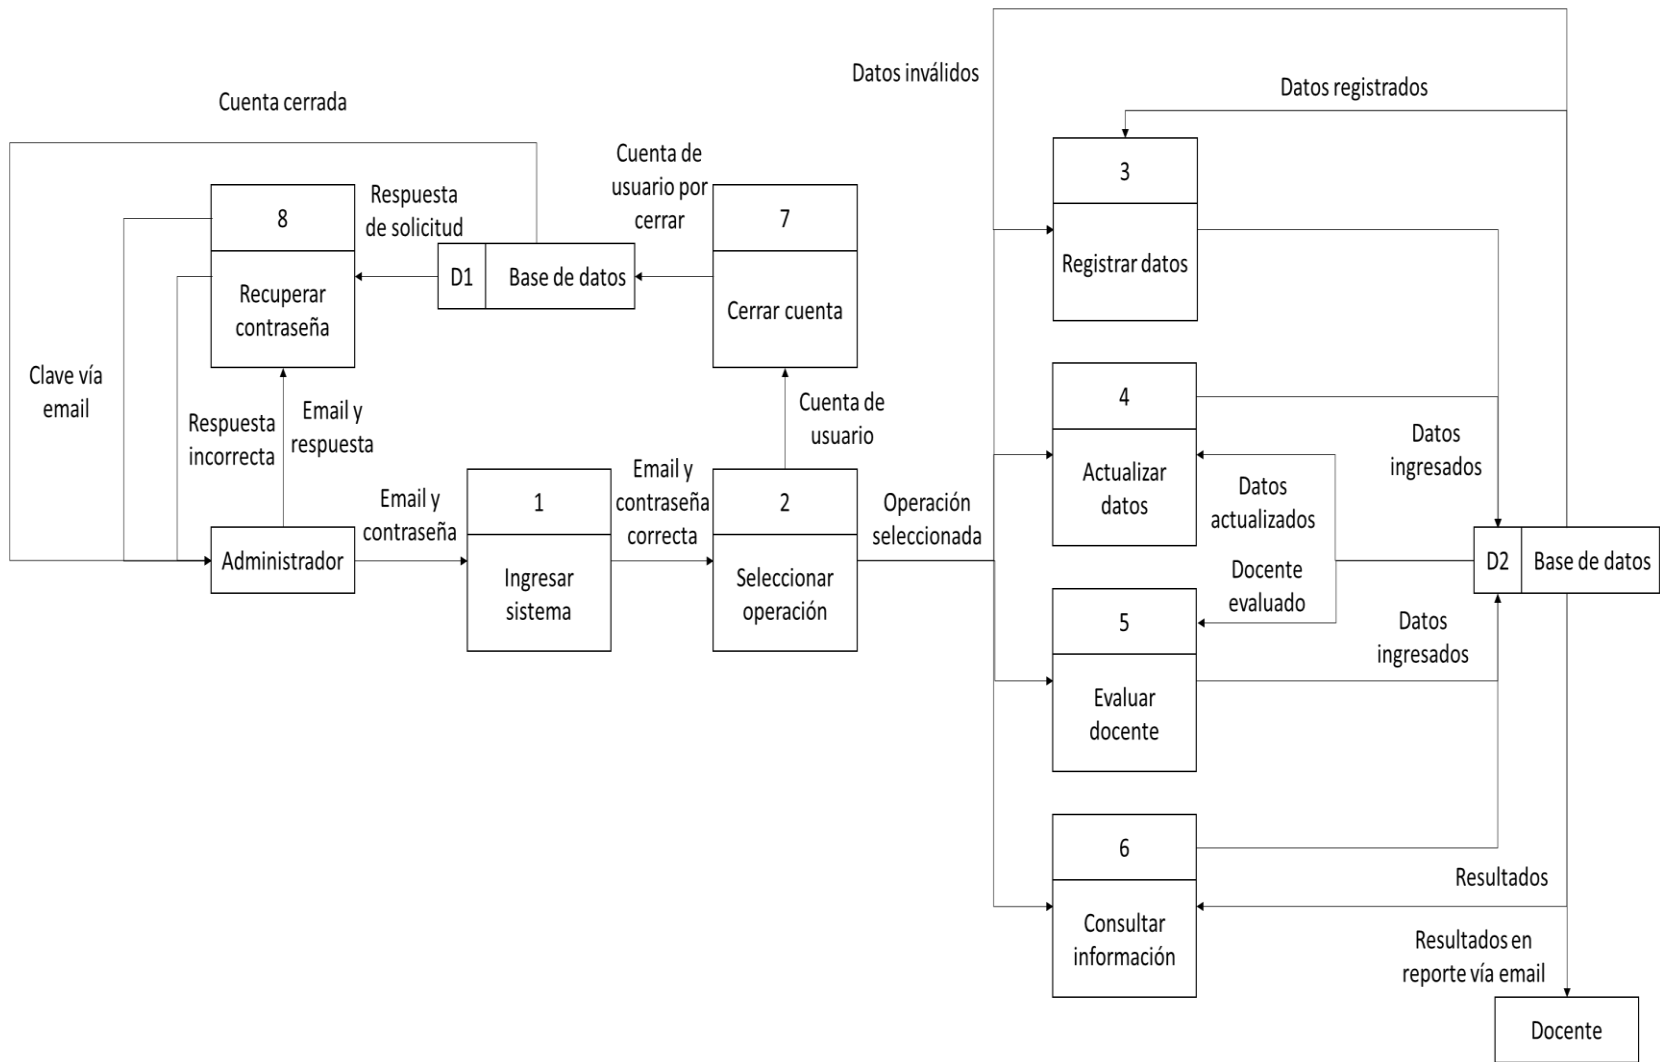 Datos inválidos
Datos registrados
Cuenta cerrada
Cuenta de
usuario por
cerrar
3
Registrar datos
8
Recuperar
contraseña
Respuesta
de solicitud
7
Cerrar cuenta
D1
Base de datos
Clave vía
email
Respuesta
incorrecta
Email y
respuesta
Cuenta de
usuario
4
Actualizar
datos
Datos
ingresados
Administrador
Email y
contraseña
1
Ingresar
sistema
Email y
contraseña
correcta
2
Seleccionar
operación
Operación
seleccionada
Datos
actualizados
D2
Base de datos
Docente
evaluado
5
Evaluar
docente
Datos
ingresados
6
Consultar
información
Resultados
Resultados en
reporte vía email
Docente